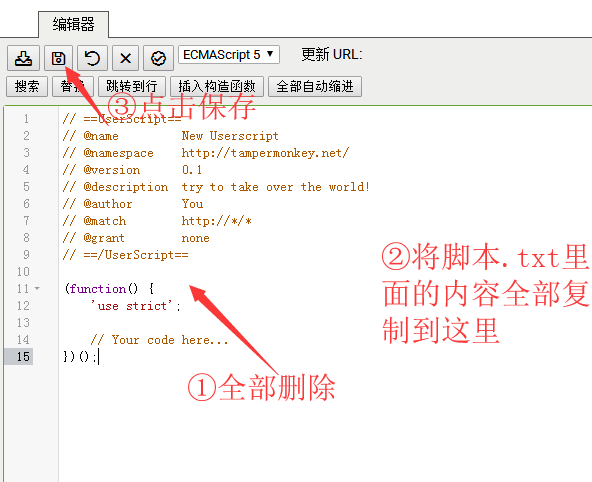 编辑器
ECMAScript 5 更新 URL:
搜索 替换 跳转到行 插入构造函数 全部自动缩进
③点击保存
1 // ==UserScript==
2 // @name New Userscript
3 // @namespace http://tampermonkey.net/
4 // @version 0.1
5 // @description try to take over the world!
6 // @author You
7 // @match http://*/*
8 // @grant none
9 // ==/UserScript==
10
11 (function() {
12 'use strict';
13
14 // Your code here...
15 })();
②将脚本.txt里
面的内容全部复
制到这里
①全部删除